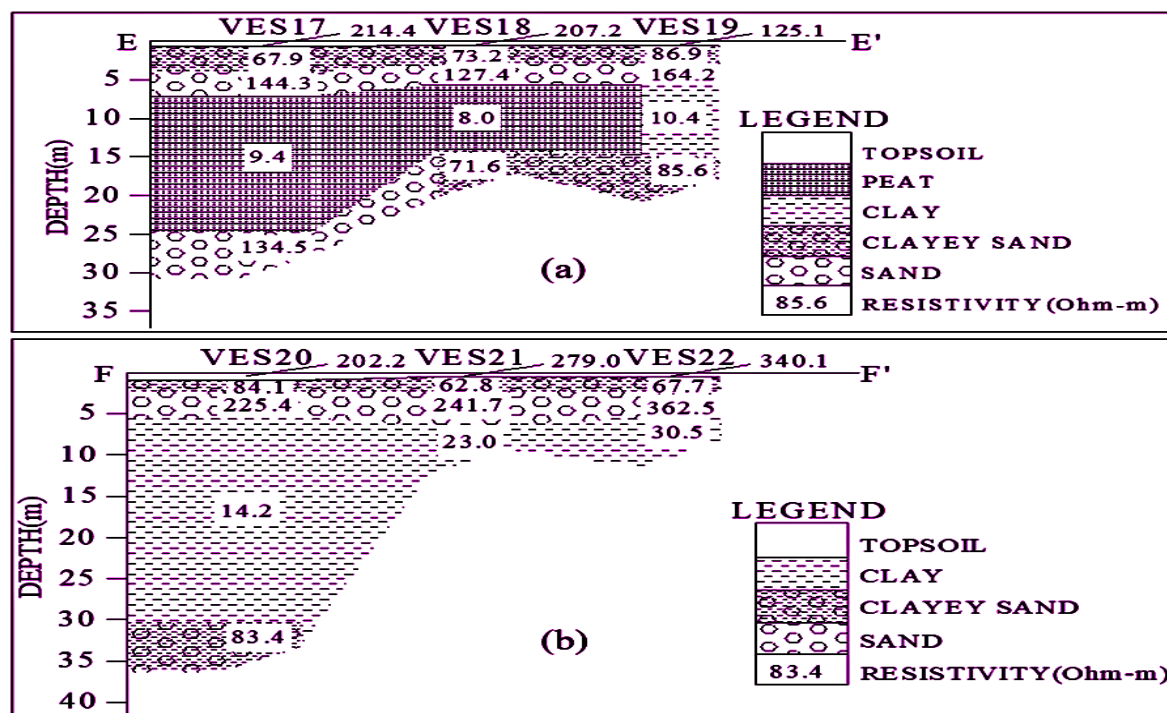 VES17 214.4 VES18 207.2 VES19 125.1
E E'
67.9 73.2 86.9
144.3 127.4 164.2
8.0 10.4
9.4
71.6 85.6
134.5
DEPTH(m)
5
10
15
20
25
30
35
(a)
LEGEND
TOPSOIL
PEAT
CLAY
CLAYEY SAND
SAND
85.6 RESISTIVITY(Ohm-m)
VES20 202.2 VES21 279.0 VES22 340.1
F F'
84.1 62.8 67.7
225.4 241.7 362.5
23.0 30.5
14.2
83.4
DEPTH(m)
5
10
15
20
25
30
35
40
(b)
LEGEND
TOPSOIL
CLAY
CLAYEY SAND
SAND
83.4 RESISTIVITY(Ohm-m)